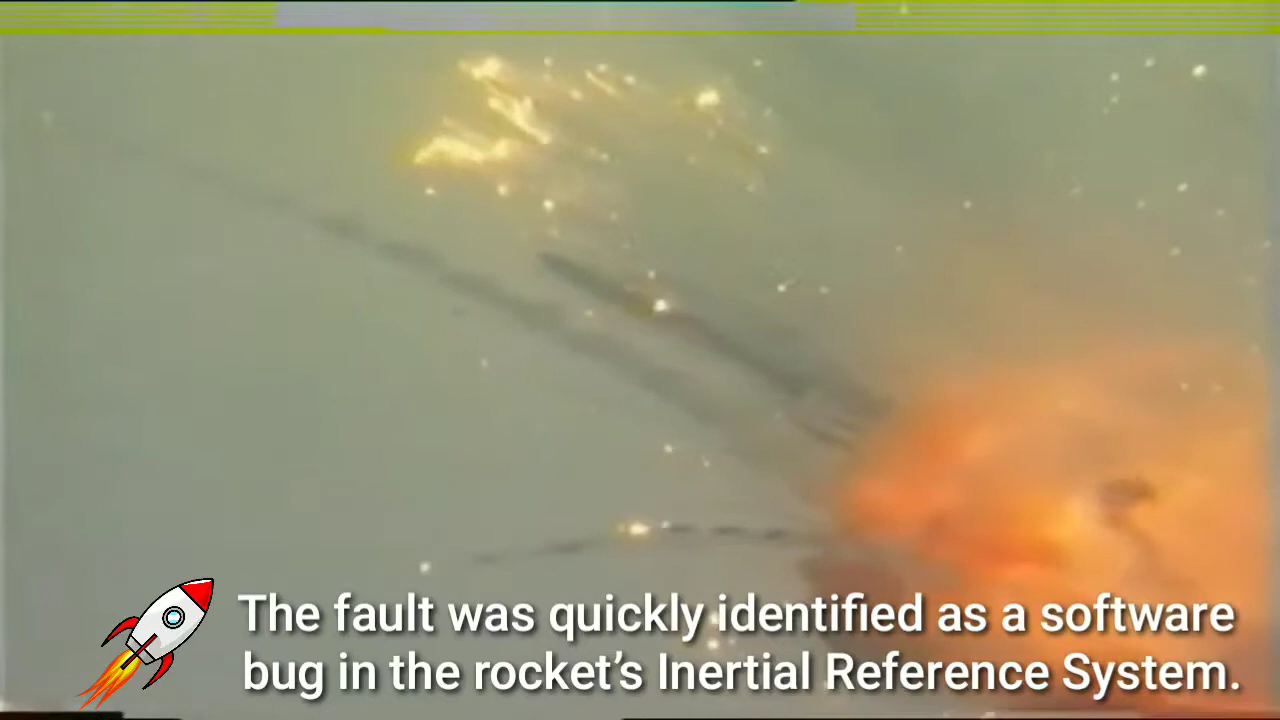 The fault was quickly identified as a software
bug in the rocket’s Inertial Reference System.